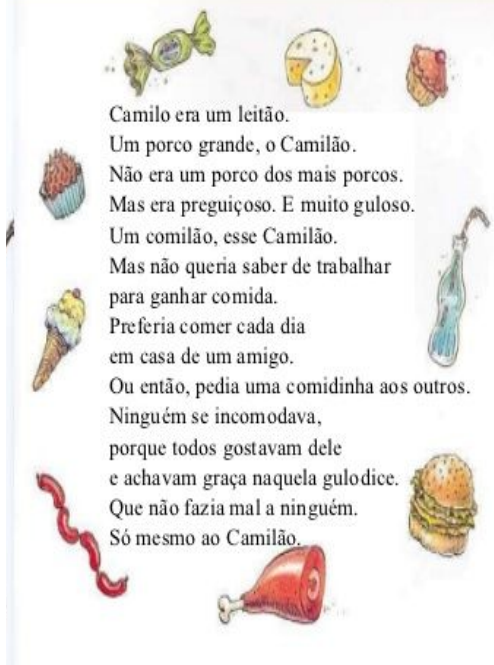 Camilo era um leitão.
Um porco grande, o Camilão.
Não era um porco dos mais porcos.
Mas era preguiçoso. E muito guloso.
Um comilão, esse Camilão.
Mas não queria saber de trabalhar
para ganhar comida.
Preferia comer cada dia
em casa de um amigo.
Ou então, pedia uma comidinha aos outros.
Ninguém se incomodava,
porque todos gostavam dele
e achavam graça naquela gulodice.
Que não fazia mal a ninguém.
Só mesmo ao Camilão.